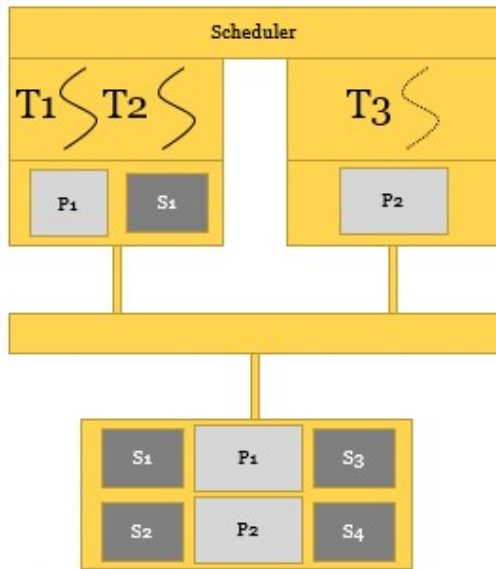 Scheduler
T1 T2 T3
P1 S1 P2
S1 P1 S3
S2 P2 S4